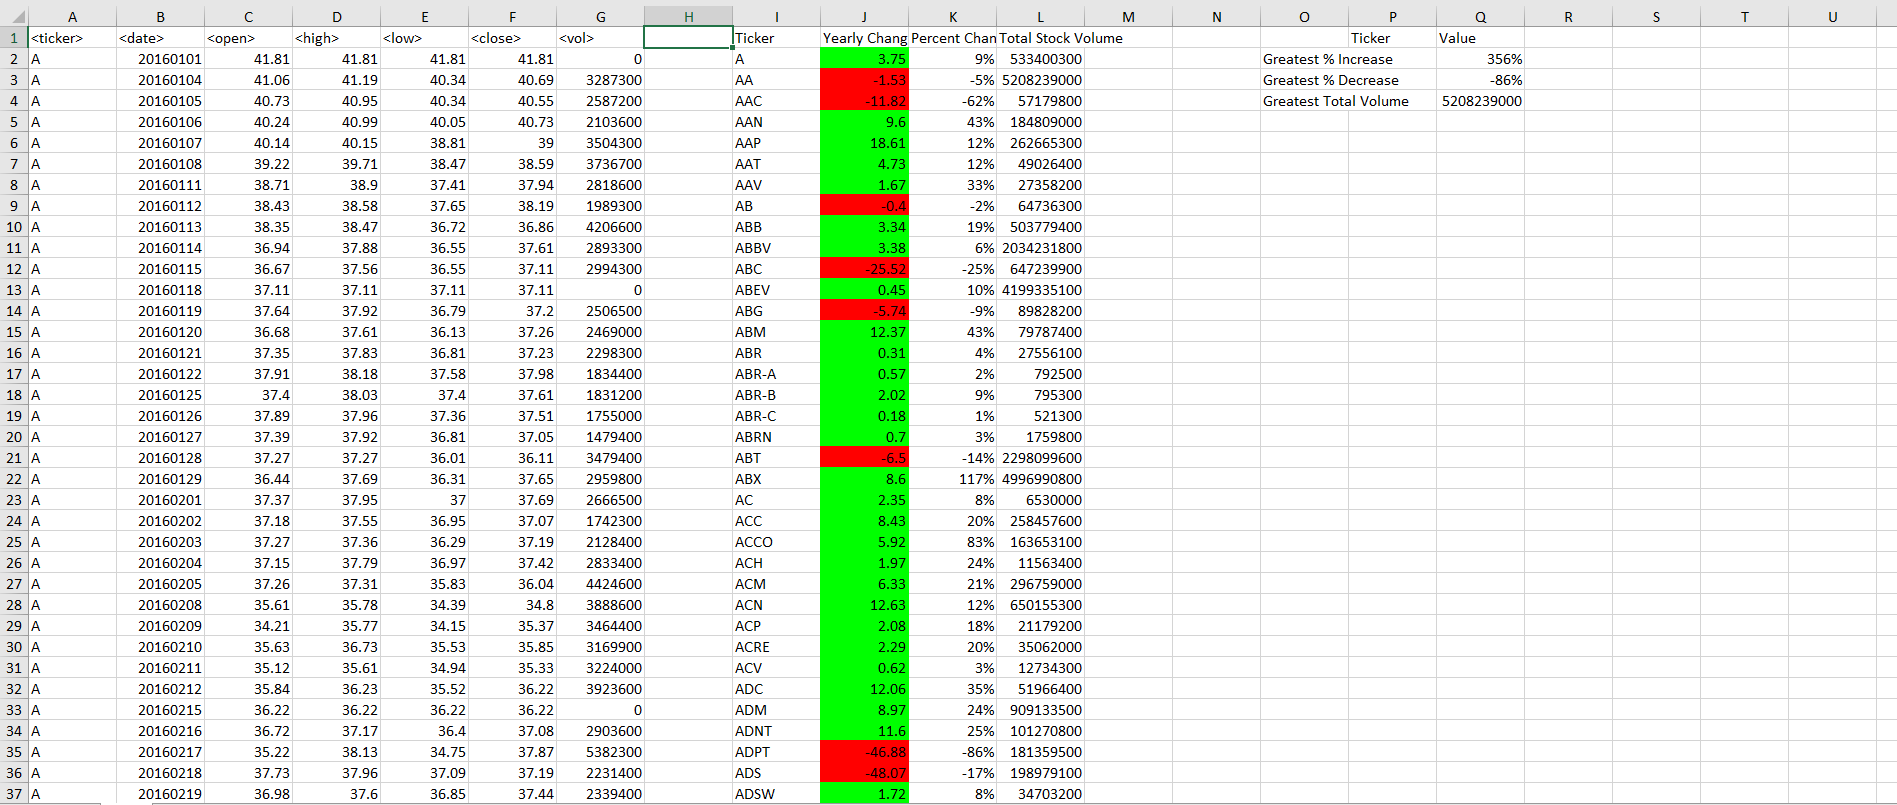 A B C D E F G H I J K L M N O P Q R S T U
1 <ticker> <date> <open> <high> <low> <close> <vol> Ticker Yearly Chang Percent Chan Total Stock Volume Ticker Value
2 A 20160101 41.81 41.81 41.81 41.81 0 A 3.75 9% 533400300 Greatest % Increase 356%
3 A 20160104 41.06 41.19 40.34 40.69 3287300 AA -1.53 -5% 5208239000 Greatest % Decrease -86%
4 A 20160105 40.73 40.95 40.34 40.55 2587200 AAC -11.82 -62% 57179800 Greatest Total Volume 5208239000
5 A 20160106 40.24 40.99 40.05 40.73 2103600 AAN 9.6 43% 184809000
6 A 20160107 40.14 40.15 38.81 39 3504300 AAP 18.61 12% 262665300
7 A 20160108 39.22 39.71 38.47 38.59 3736700 AAT 4.73 12% 49026400
8 A 20160111 38.71 38.9 37.41 37.94 2818600 AAV 1.67 33% 27358200
9 A 20160112 38.43 38.58 37.65 38.19 1989300 AB -0.4 -2% 64736300
10 A 20160113 38.35 38.47 36.72 36.86 4206600 ABB 3.34 19% 503779400
11 A 20160114 36.94 37.88 36.55 37.61 2893300 ABBV 3.38 6% 2034231800
12 A 20160115 36.67 37.56 36.55 37.11 2994300 ABC -25.52 -25% 647239900
13 A 20160118 37.11 37.11 37.11 37.11 0 ABEV 0.45 10% 4199335100
14 A 20160119 37.64 37.92 36.79 37.2 2506500 ABG -5.74 -9% 89828200
15 A 20160120 36.68 37.61 36.13 37.26 2469000 ABM 12.37 43% 79787400
16 A 20160121 37.35 37.83 36.81 37.23 2298300 ABR 0.31 4% 27556100
17 A 20160122 37.91 38.18 37.58 37.98 1834400 ABR-A 0.57 2% 792500
18 A 20160125 37.4 38.03 37.4 37.61 1831200 ABR-B 2.02 9% 795300
19 A 20160126 37.89 37.96 37.36 37.51 1755000 ABR-C 0.18 1% 521300
20 A 20160127 37.39 37.92 36.81 37.05 1479400 ABRN 0.7 3% 1759800
21 A 20160128 37.27 37.27 36.01 36.11 3479400 ABT -6.5 -14% 2298099600
22 A 20160129 36.44 37.69 36.31 37.65 2959800 ABX 8.6 117% 4996990800
23 A 20160201 37.37 37.95 37 37.69 2666500 AC 2.35 8% 6530000
24 A 20160202 37.18 37.55 36.95 37.07 1742300 ACC 8.43 20% 258457600
25 A 20160203 37.27 37.36 36.29 37.19 2128400 ACCO 5.92 83% 163653100
26 A 20160204 37.15 37.79 36.97 37.42 2833400 ACH 1.97 24% 11563400
27 A 20160205 37.26 37.31 35.83 36.04 4424600 ACM 6.33 21% 296759000
28 A 20160208 35.61 35.78 34.39 34.8 3888600 ACN 12.63 12% 650155300
29 A 20160209 34.21 35.77 34.15 35.37 3464400 ACP 2.08 18% 21179200
30 A 20160210 35.63 36.73 35.53 35.85 3169900 ACRE 2.29 20% 35062000
31 A 20160211 35.12 35.61 34.94 35.33 3224000 ACV 0.62 3% 12734300
32 A 20160212 35.84 36.23 35.52 36.22 3923600 ADC 12.06 35% 51966400
33 A 20160215 36.22 36.22 36.22 36.22 0 ADM 8.97 24% 909133500
34 A 20160216 36.72 37.17 36.4 37.08 2903600 ADNT 11.6 25% 101270800
35 A 20160217 35.22 38.13 34.75 37.87 5382300 ADPT -46.88 -86% 181359500
36 A 20160218 37.73 37.96 37.09 37.19 2231400 ADS -48.07 -17% 198979100
37 A 20160219 36.98 37.6 36.85 37.44 2339400 ADSW 1.72 8% 34703200